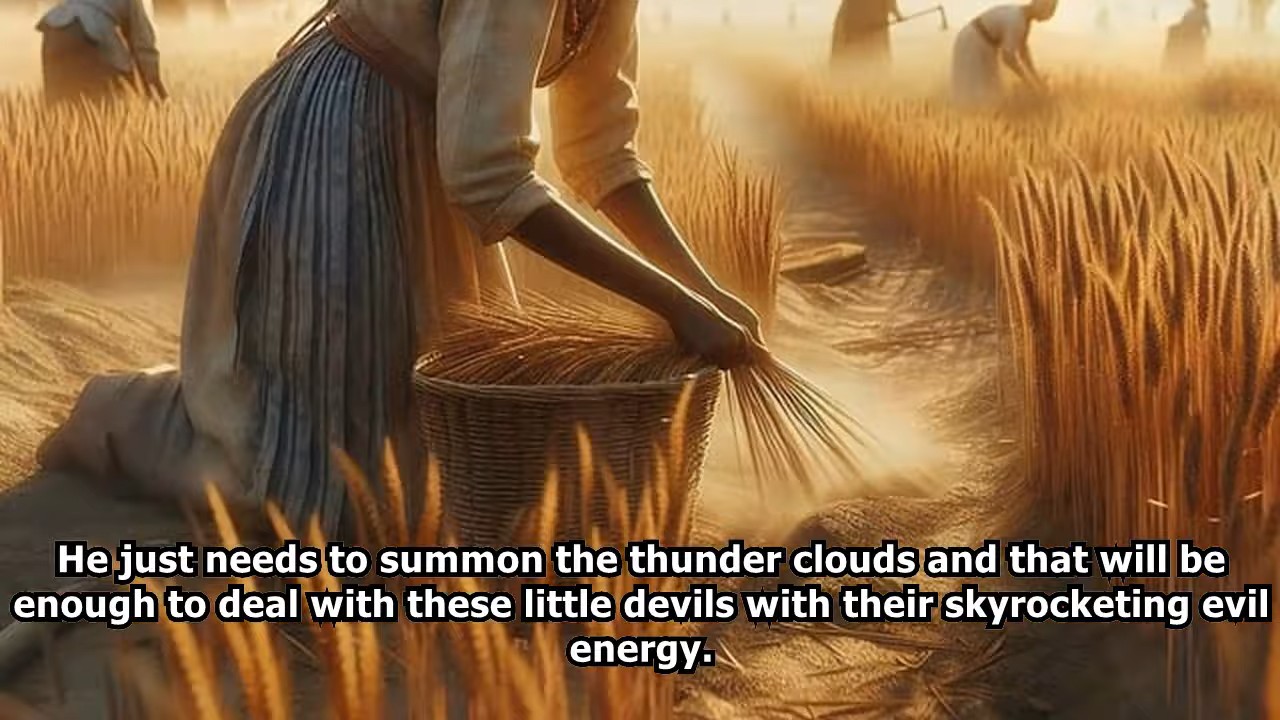 He just needs to summon the thunder clouds and that will be
enough to deal with these little devils with their skyrocketing evil
energy.